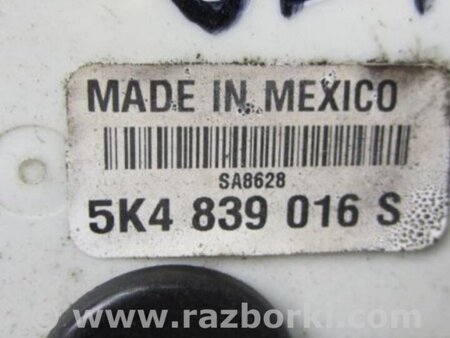 MADE IN MEXICO
SA8628
5K4 839 016 S
www.razborki.com